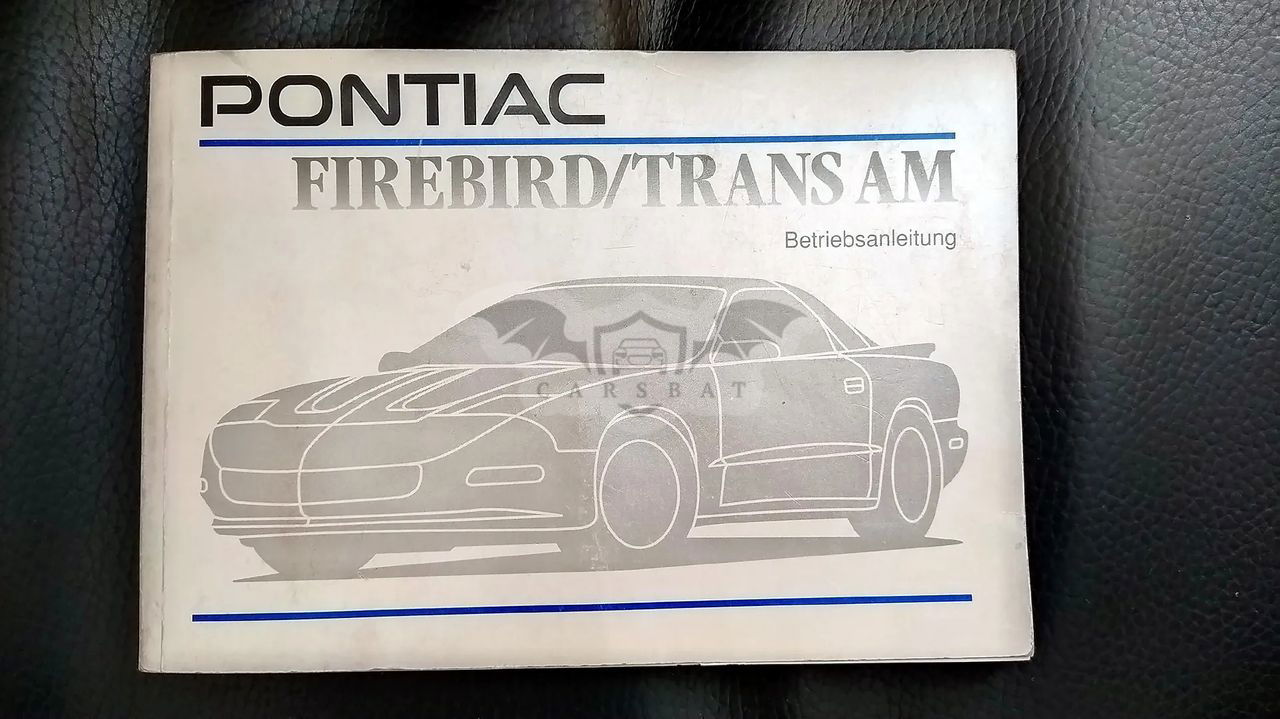 PONTIAC
FIREBIRD/TRANS AM
Betriebsanleitung
CARSBAT